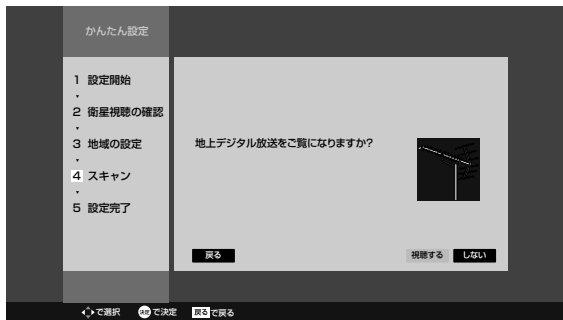 かんたん設定
1 設定開始
2 衛星視聴の確認
3 地域の設定
4 スキャン
5 設定完了
地上デジタル放送をご覧になりますか?
戻る
視聴する しない
で選択 決定 で決定 戻る で戻る